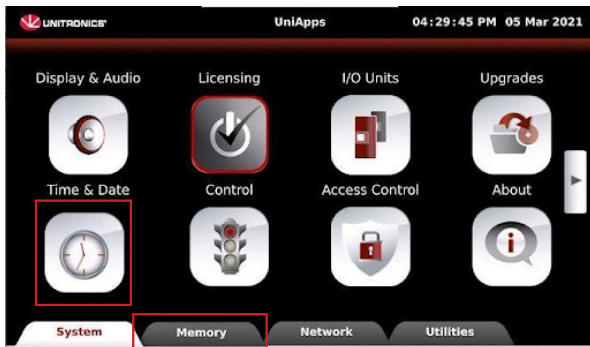 UNITRONICS UniApps 04:29:45 PM 05 Mar 2021
Display & Audio Licensing I/O Units Upgrades
Time & Date Control Access Control About
System Memory Network Utilities